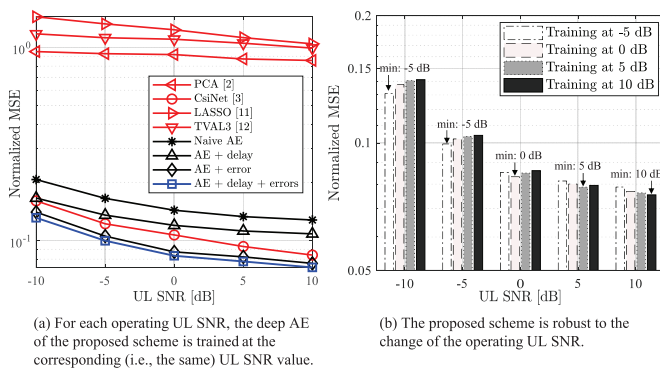 Normalized MSE
10^0
10^-1
PCA [2]
CsiNet [3]
LASSO [11]
TVAL3 [12]
Naive AE
AE + delay
AE + error
AE + delay + errors
-10 -5 0 5 10
UL SNR [dB]
(a) For each operating UL SNR, the deep AE
of the proposed scheme is trained at the
corresponding (i.e., the same) UL SNR value.
Normalized MSE
0.2
0.15
0.1
0.05
Training at -5 dB
Training at 0 dB
Training at 5 dB
Training at 10 dB
min: -5 dB
min: -5 dB
min: 0 dB
min: 5 dB
min: 10 dB
-10 -5 0 5 10
UL SNR [dB]
(b) The proposed scheme is robust to the
change of the operating UL SNR.